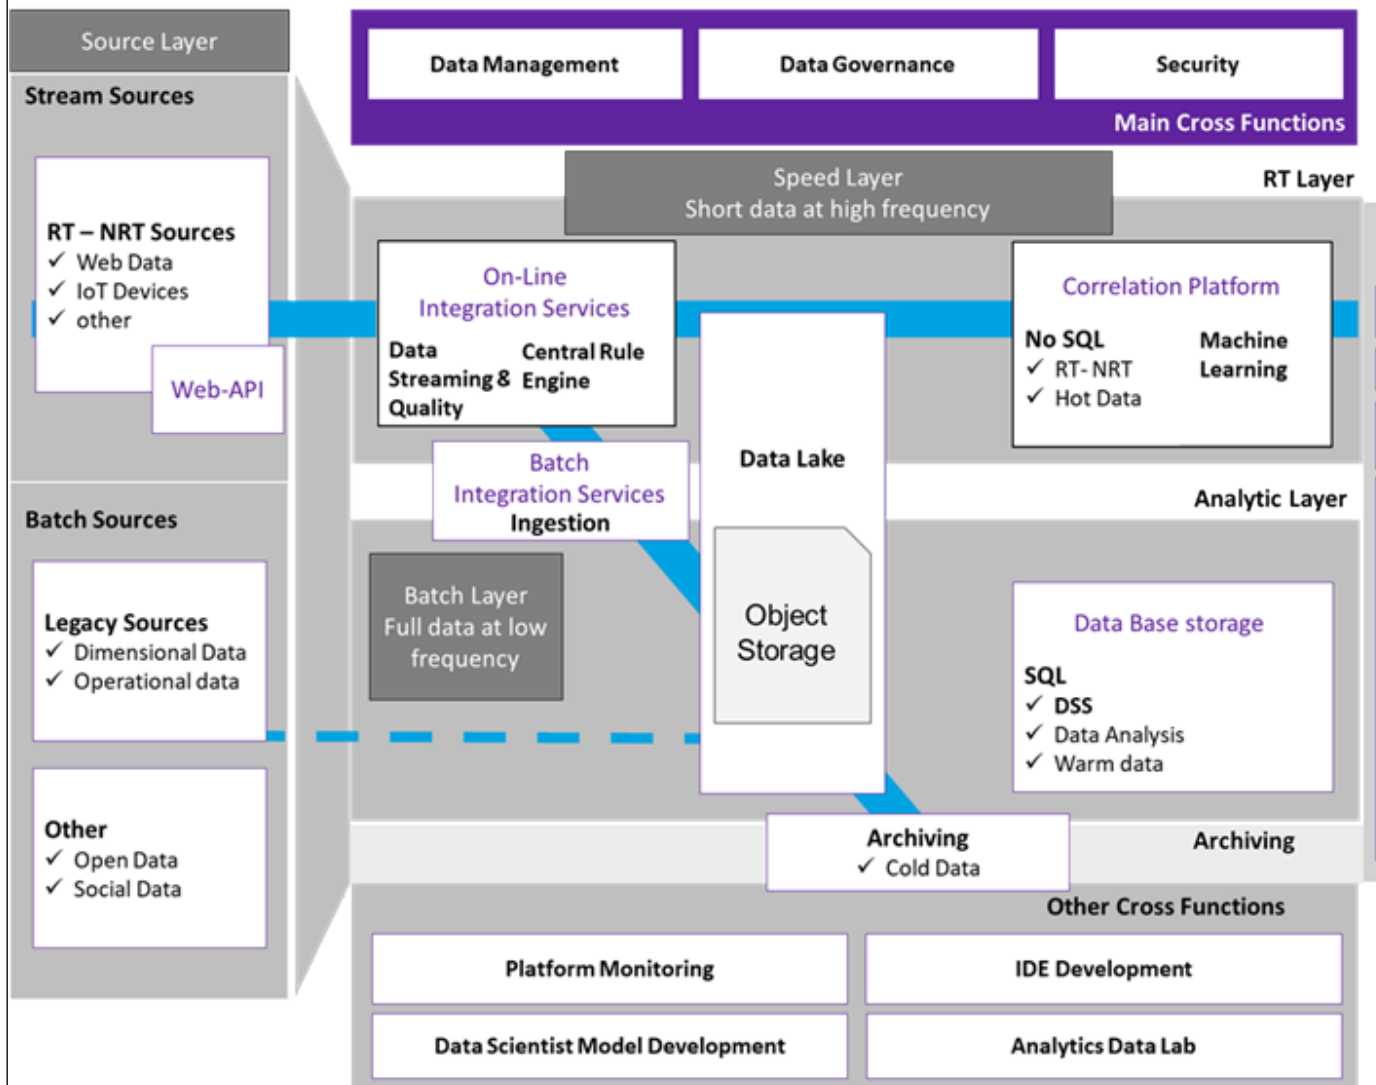 Source Layer
Stream Sources
RT – NRT Sources
✓ Web Data
✓ IoT Devices
✓ other
Web-API
Batch Sources
Legacy Sources
✓ Dimensional Data
✓ Operational data
Other
✓ Open Data
✓ Social Data
Data Management
Data Governance
Security
Main Cross Functions
Speed Layer
Short data at high frequency
RT Layer
On-Line
Integration Services
Data
Streaming &
Quality
Central Rule
Engine
Correlation Platform
No SQL
✓ RT- NRT
✓ Hot Data
Machine
Learning
Batch
Integration Services
Ingestion
Data Lake
Object
Storage
Analytic Layer
Batch Layer
Full data at low
frequency
Data Base storage
SQL
✓ DSS
✓ Data Analysis
✓ Warm data
Archiving
✓ Cold Data
Archiving
Other Cross Functions
Platform Monitoring
IDE Development
Data Scientist Model Development
Analytics Data Lab